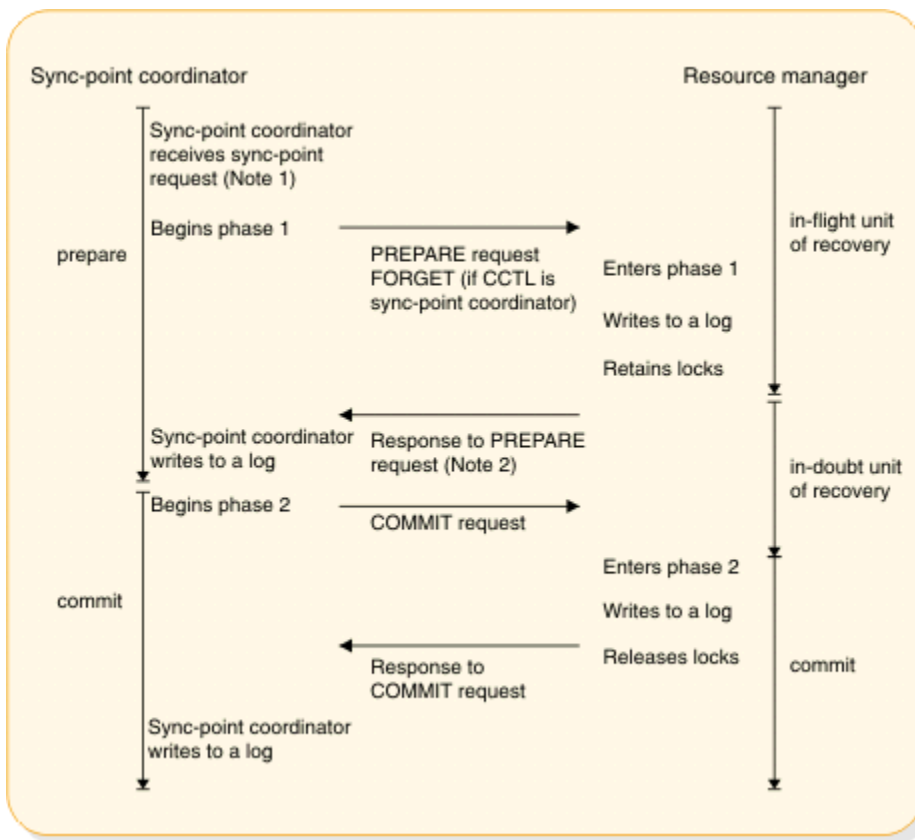 Sync-point coordinator
Resource manager
Sync-point coordinator
receives sync-point
request (Note 1)
in-flight unit
of recovery
Begins phase 1
prepare
PREPARE request
FORGET (if CCTL is
sync-point coordinator)
Enters phase 1
Writes to a log
Retains locks
Sync-point coordinator
writes to a log
Response to PREPARE
request (Note 2)
in-doubt unit
of recovery
Begins phase 2
COMMIT request
Enters phase 2
commit
Writes to a log
Releases locks
commit
Response to
COMMIT request
Sync-point coordinator
writes to a log